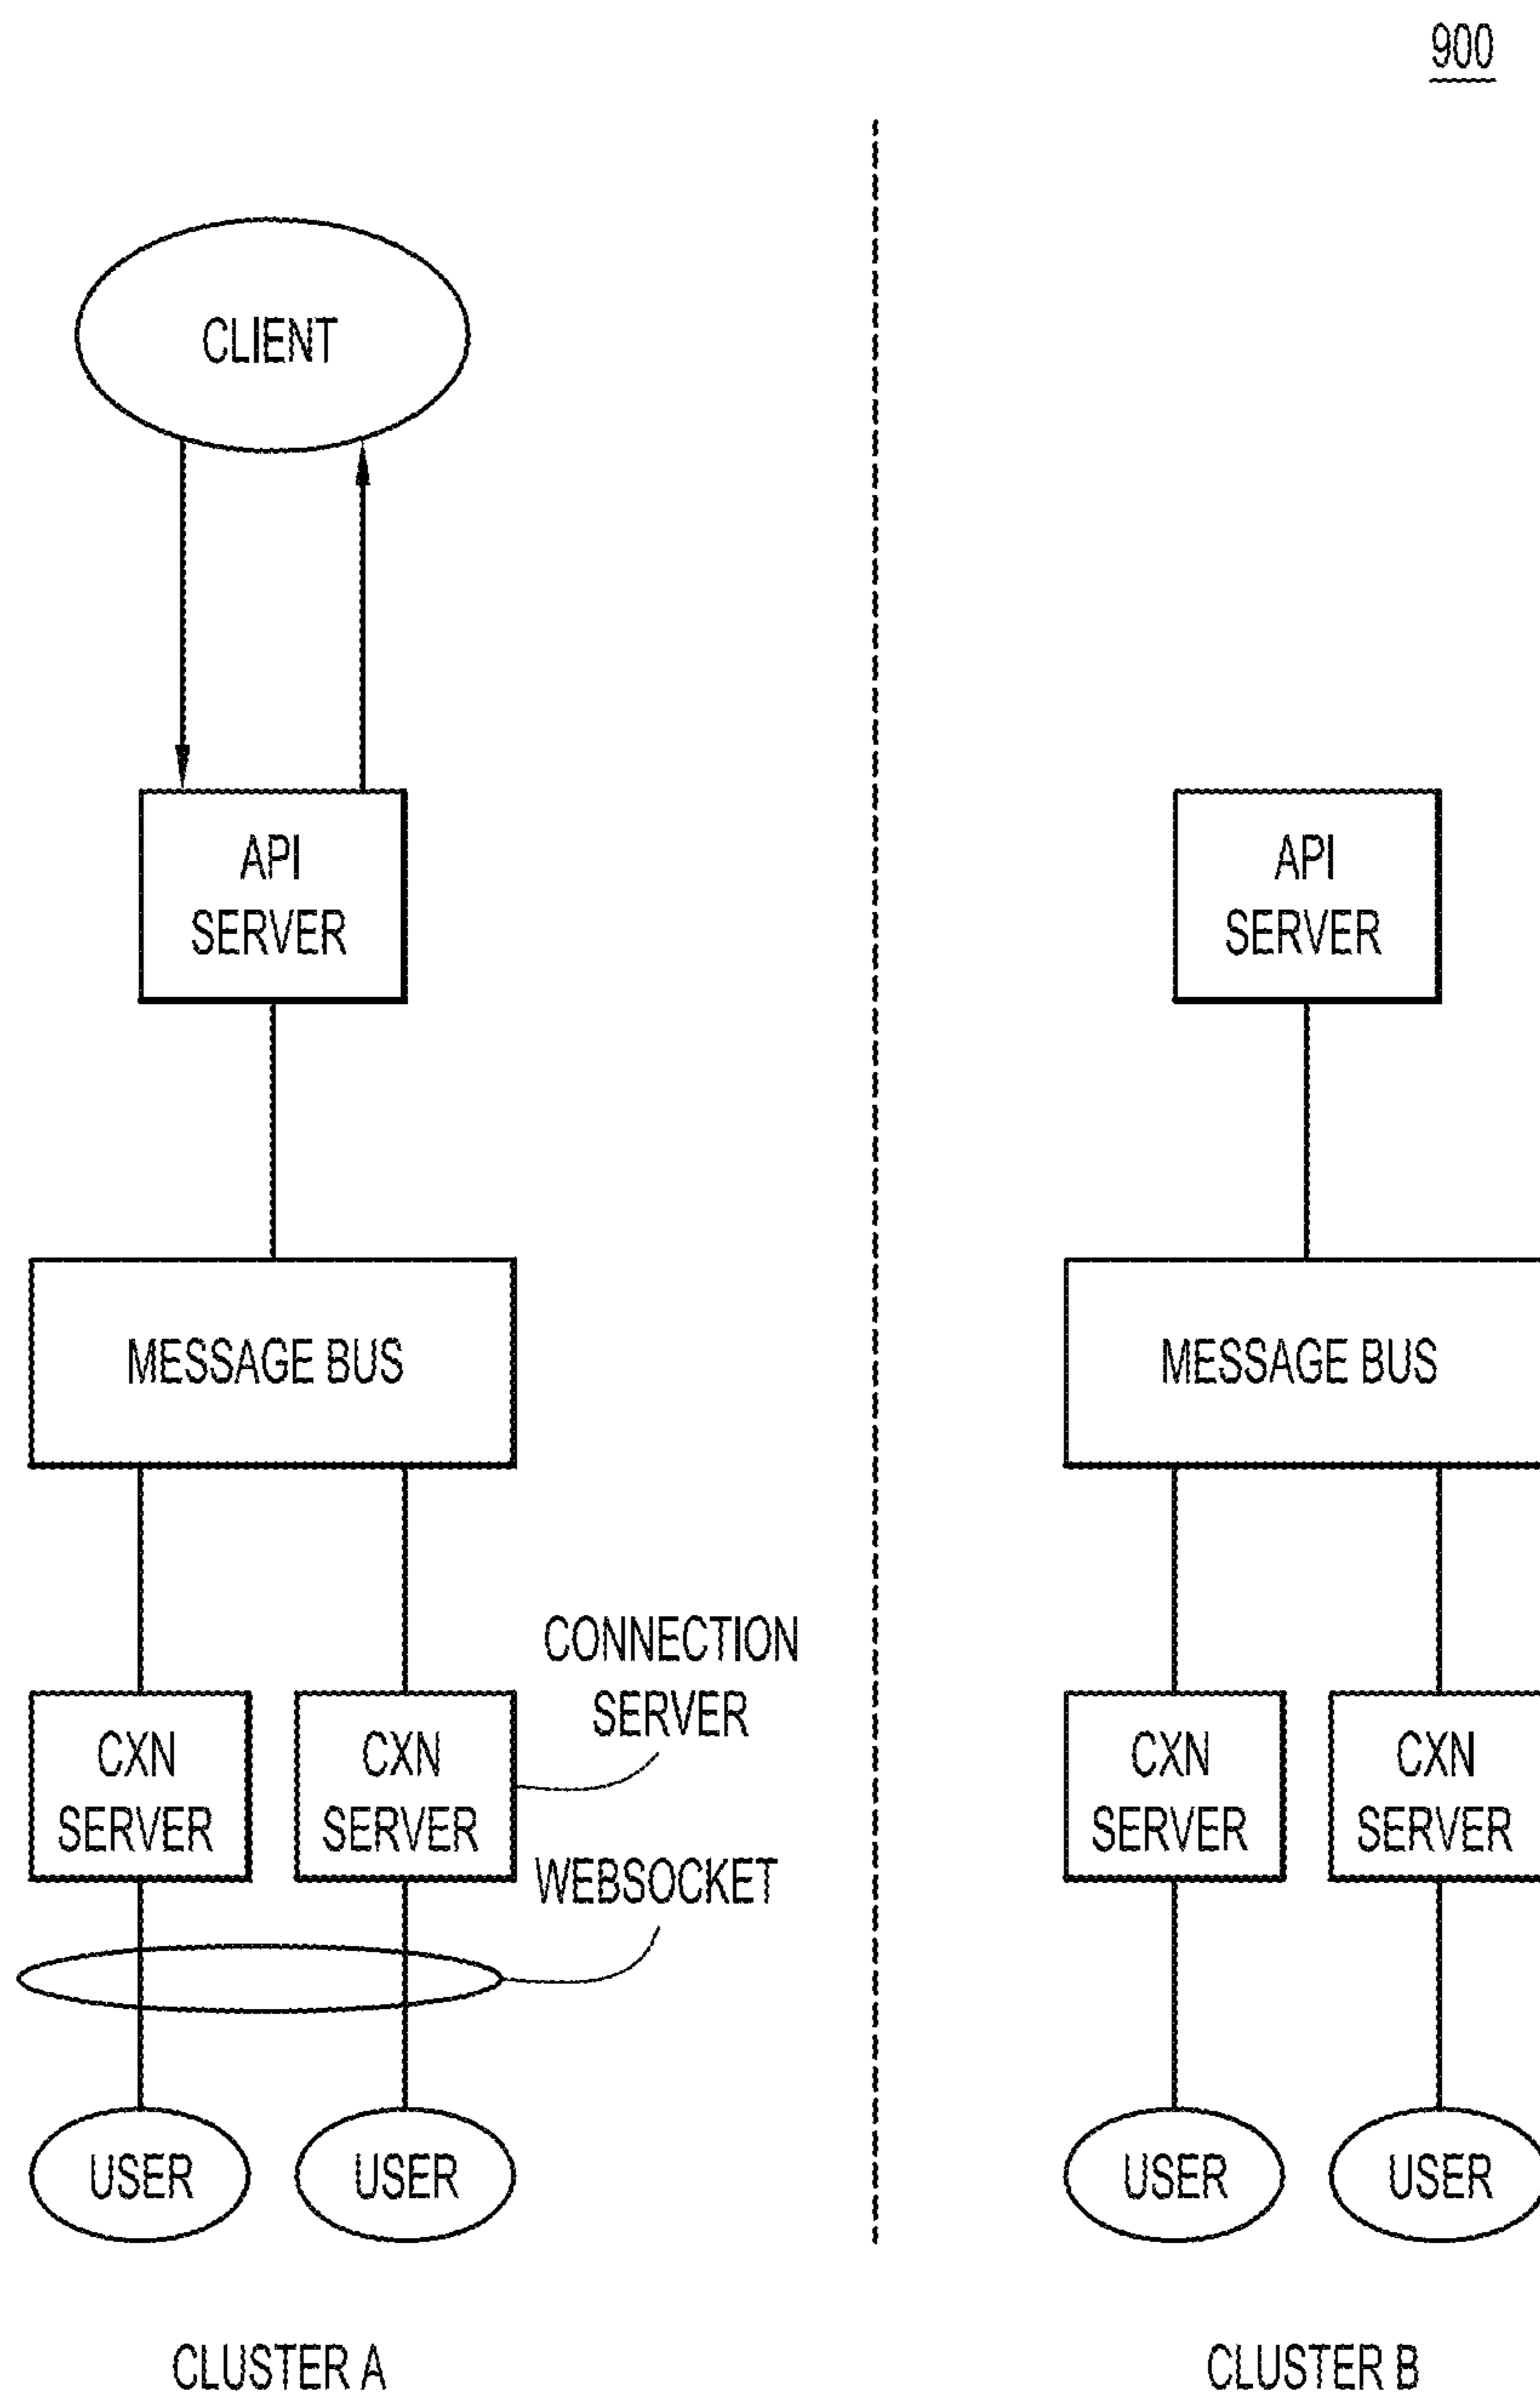 900
CLIENT
API
SERVER
API
SERVER
MESSAGE BUS
MESSAGE BUS
CONNECTION
SERVER
CXN
SERVER
CXN
SERVER
CXN
SERVER
CXN
SERVER
WEBSOCKET
USER
USER
USER
USER
CLUSTER A
CLUSTER B